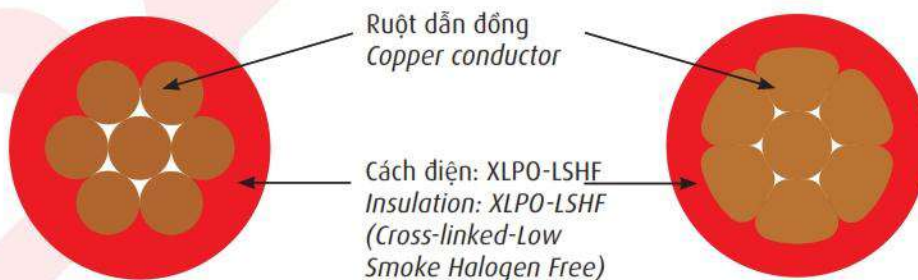 Ruột dẫn đồng
Copper conductor
Cách điện: XLPO-LSHF
Insulation: XLPO-LSHF
(Cross-linked-Low
Smoke Halogen Free)